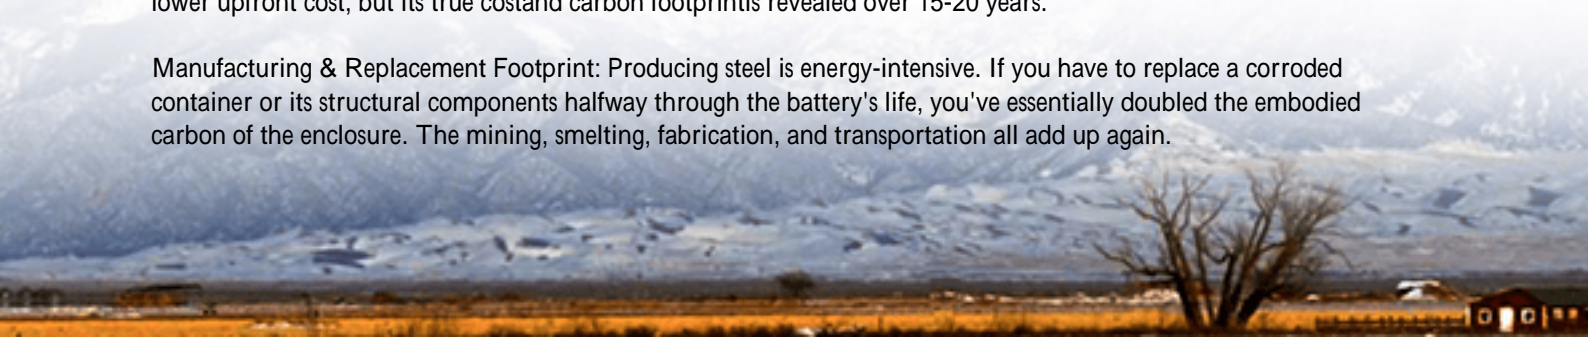 lower upfront cost, but its true costand carbon footprintis revealed over 15-20 years.
Manufacturing & Replacement Footprint: Producing steel is energy-intensive. If you have to replace a corroded
container or its structural components halfway through the battery's life, you've essentially doubled the embodied
carbon of the enclosure. The mining, smelting, fabrication, and transportation all add up again.